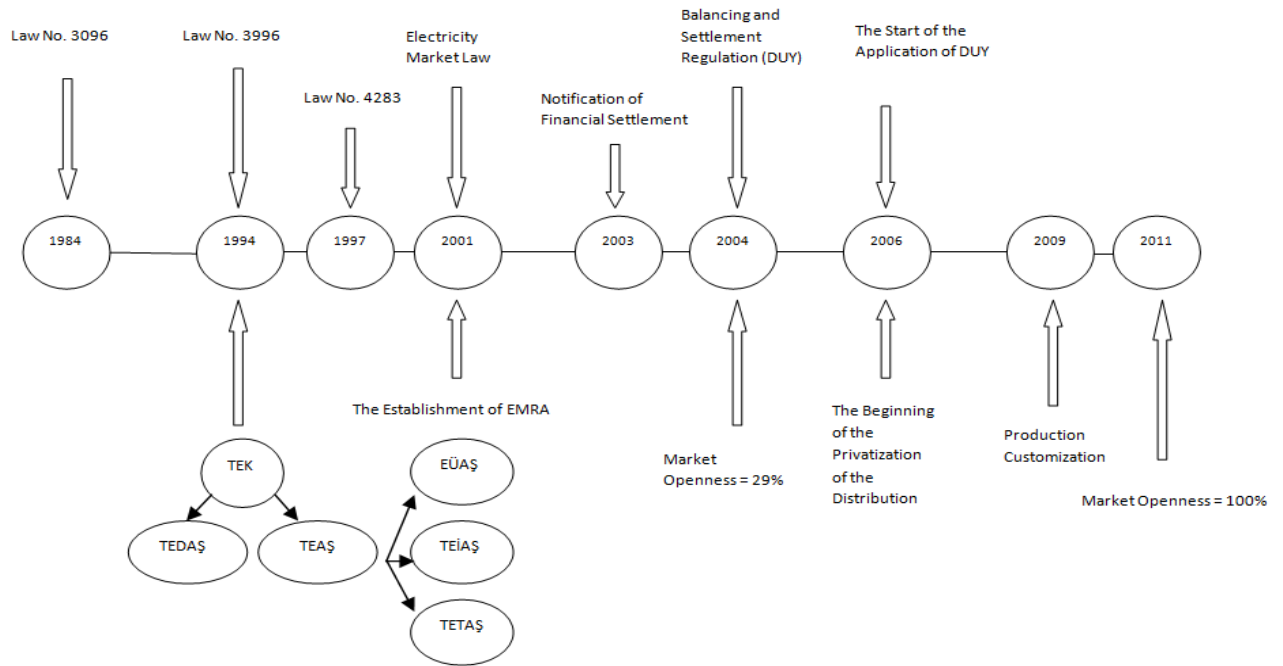 Law No. 3096
Law No. 3996
Law No. 4283
Electricity
Market Law
Notification of
Financial Settlement
Balancing and
Settlement
Regulation (DUY)
The Start of the
Application of DUY
1984
1994
1997
2001
2003
2004
2006
2009
2011
The Establishment of EMRA
Market
Openness = 29%
The Beginning
of the
Privatization
of the
Distribution
Production
Customization
Market Openness = 100%
TEK
TEDAŞ
TEAŞ
EÜAŞ
TEİAŞ
TETAŞ